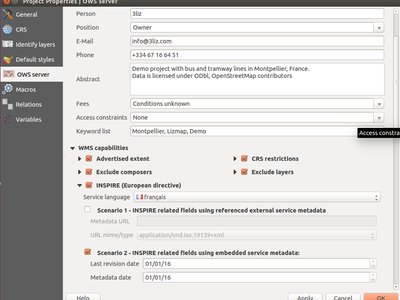 Project Properties | OWS server
General
CRS
Identify layers
Default styles
OWS server
Macros
Relations
Variables
Person
3liz
Position
Owner
E-Mail
info@3liz.com
Phone
+334 67 16 64 51
Abstract
Demo project with bus and tramway lines in Montpellier, France.
Data is licensed under ODbL, OpenStreetMap contributors
Fees
Conditions unknown
Access constraints
None
Keyword list
Montpellier, Lizmap, Demo
Access constra
WMS capabilities
Advertised extent
CRS restrictions
Exclude composers
Exclude layers
INSPIRE (European directive)
Service language
français
Scenario 1 - INSPIRE related fields using referenced external service metadata
Metadata URL
URL mime/type
application/vnd.iso.19139+xml
Scenario 2 - INSPIRE related fields using embedded service metadata:
Last revision date
01/01/16
Metadata date
01/01/16
Help
Apply
Cancel
OK